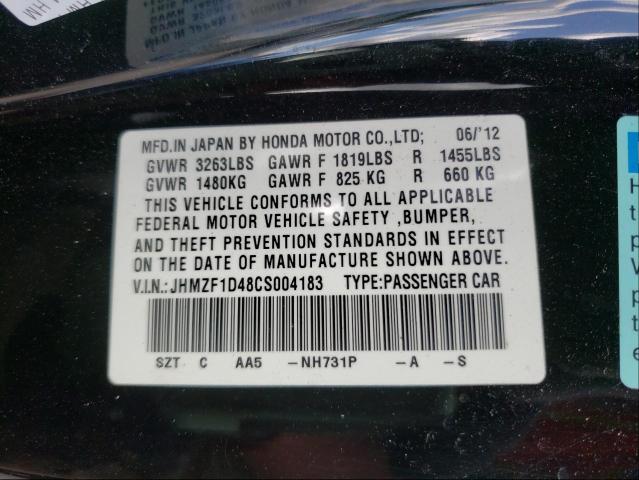 MFD.IN JAPAN BY HONDA MOTOR CO.,LTD; 06/'12
GVWR 3263LBS GAWR F 1819LBS R 1455LBS
GVWR 1480KG GAWR F 825 KG R 660 KG
THIS VEHICLE CONFORMS TO ALL APPLICABLE
FEDERAL MOTOR VEHICLE SAFETY ,BUMPER,
AND THEFT PREVENTION STANDARDS IN EFFECT
ON THE DATE OF MANUFACTURE SHOWN ABOVE.
V.I.N.:JHMZF1D48CS004183 TYPE:PASSENGER CAR
SZT C AA5 -NH731P -A -S